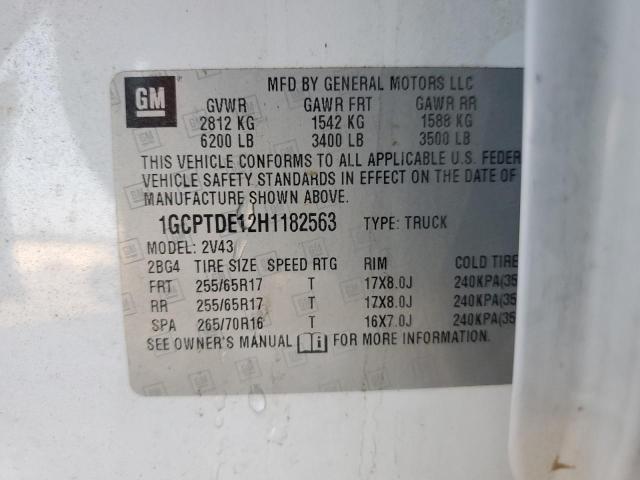 GM
MFD BY GENERAL MOTORS LLC
GVWR GAWR FRT GAWR RR
2812 KG 1542 KG 1588 KG
6200 LB 3400 LB 3500 LB
THIS VEHICLE CONFORMS TO ALL APPLICABLE U.S. FEDER
VEHICLE SAFETY STANDARDS IN EFFECT ON THE DATE OF
MANUFACTURE SHOWN ABOVE.
1GCPTDE12H1182563 TYPE: TRUCK
MODEL: 2V43
2BG4 TIRE SIZE SPEED RTG RIM COLD TIRE
FRT 255/65R17 T 17X8.0J 240KPA(35
RR 255/65R17 T 17X8.0J 240KPA(35
SPA 265/70R16 T 16X7.0J 240KPA(35
SEE OWNER'S MANUAL i FOR MORE INFORMATION.